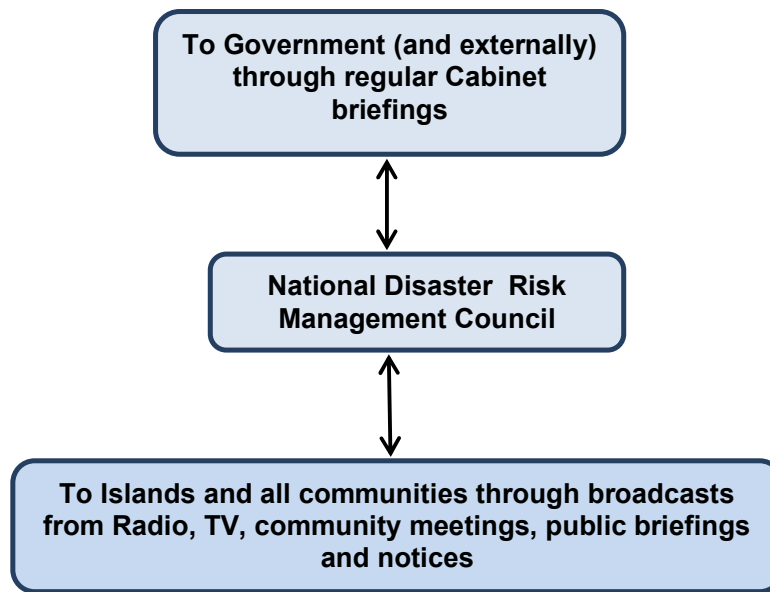 To Government (and externally)
through regular Cabinet
briefings
National Disaster  Risk
Management Council
To Islands and all communities through broadcasts
from Radio, TV, community meetings, public briefings
and notices